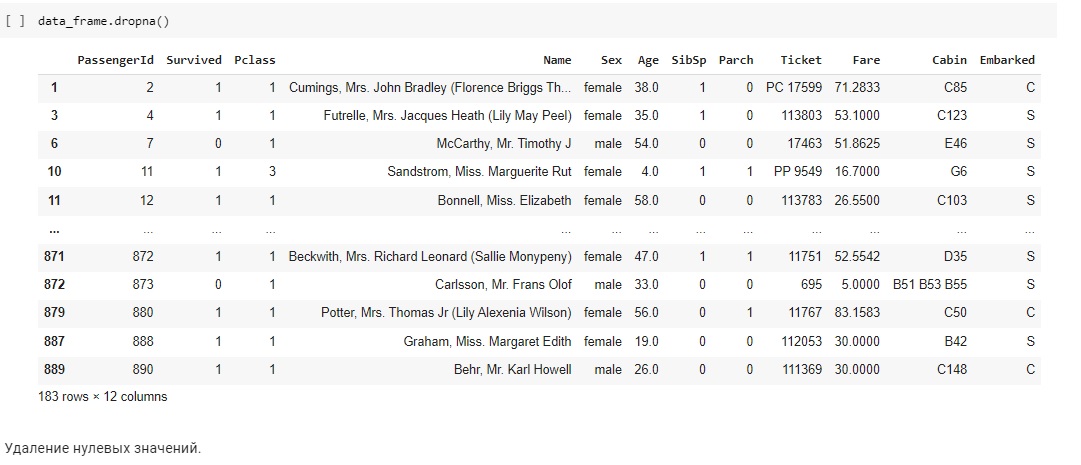 [ ] data_frame.dropna()
PassengerId Survived Pclass Name Sex Age SibSp Parch Ticket Fare Cabin Embarked
1 2 1 1 Cumings, Mrs. John Bradley (Florence Briggs Th... female 38.0 1 0 PC 17599 71.2833 C85 C
3 4 1 1 Futrelle, Mrs. Jacques Heath (Lily May Peel) female 35.0 1 0 113803 53.1000 C123 S
6 7 0 1 McCarthy, Mr. Timothy J male 54.0 0 0 17463 51.8625 E46 S
10 11 1 3 Sandstrom, Miss. Marguerite Rut female 4.0 1 1 PP 9549 16.7000 G6 S
11 12 1 1 Bonnell, Miss. Elizabeth female 58.0 0 0 113783 26.5500 C103 S
... ... ... ... ... ... ... ... ... ... ... ... ...
871 872 1 1 Beckwith, Mrs. Richard Leonard (Sallie Monypeny) female 47.0 1 1 11751 52.5542 D35 S
872 873 0 1 Carlsson, Mr. Frans Olof male 33.0 0 0 695 5.0000 B51 B53 B55 S
879 880 1 1 Potter, Mrs. Thomas Jr (Lily Alexenia Wilson) female 56.0 0 1 11767 83.1583 C50 C
887 888 1 1 Graham, Miss. Margaret Edith female 19.0 0 0 112053 30.0000 B42 S
889 890 1 1 Behr, Mr. Karl Howell male 26.0 0 0 111369 30.0000 C148 C
183 rows × 12 columns
Удаление нулевых значений.